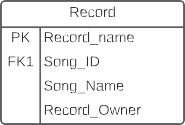 Record
PK Record_name
FK1 Song_ID
Song_Name
Record_Owner